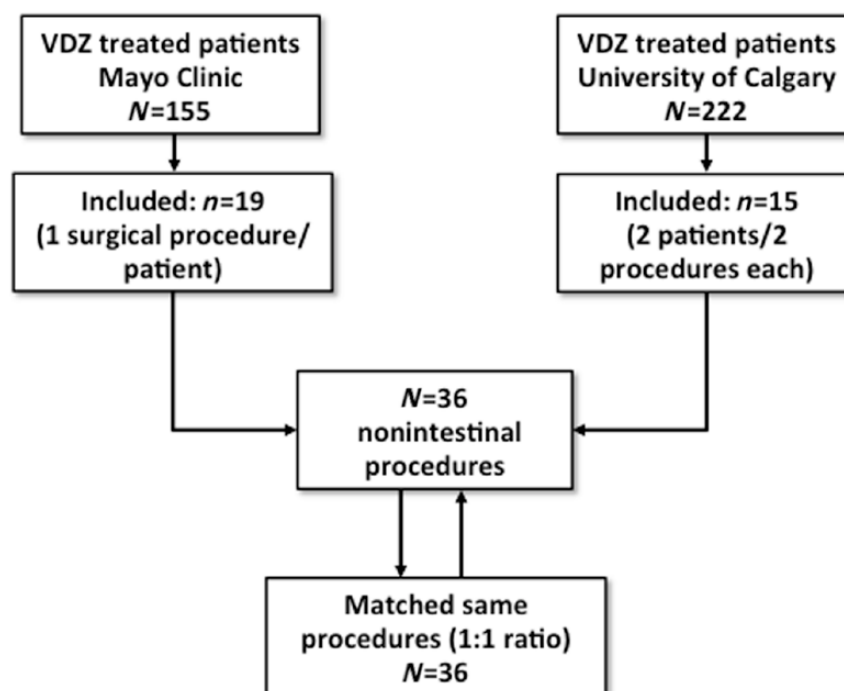 VDZ treated patients
Mayo Clinic
N=155
VDZ treated patients
University of Calgary
N=222
Included: n=19
(1 surgical procedure/
patient)
Included: n=15
(2 patients/2
procedures each)
N=36
nonintestinal
procedures
Matched same
procedures (1:1 ratio)
N=36